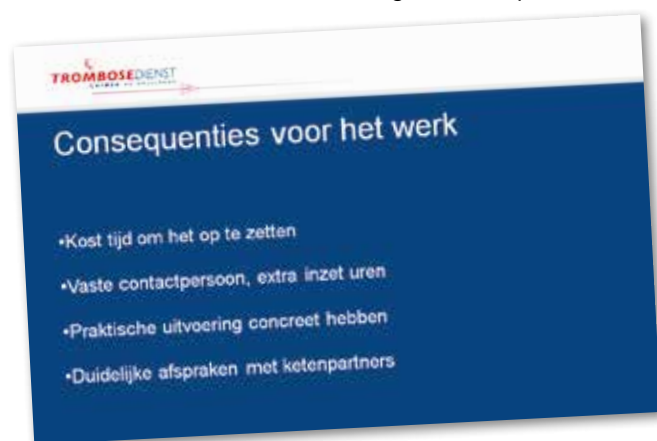 TROMBOSEDIENST
Consequenties voor het werk
•Kost tijd om het op te zetten
•Vaste contactpersoon, extra inzet uren
•Praktische uitvoering concreet hebben
•Duidelijke afspraken met ketenpartners